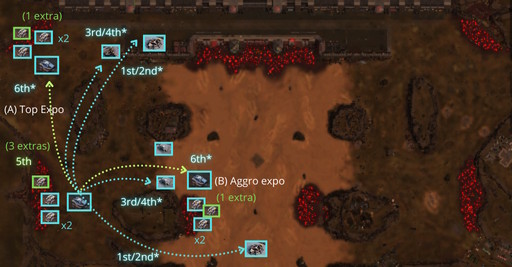 (1 extra)
x2
3rd/4th*
1st/2nd*
6th*
(A) Top Expo
(3 extras)
5th
6th*
(B) Aggro expo
3rd/4th*
(1 extra)
x2
x2
1st/2nd*